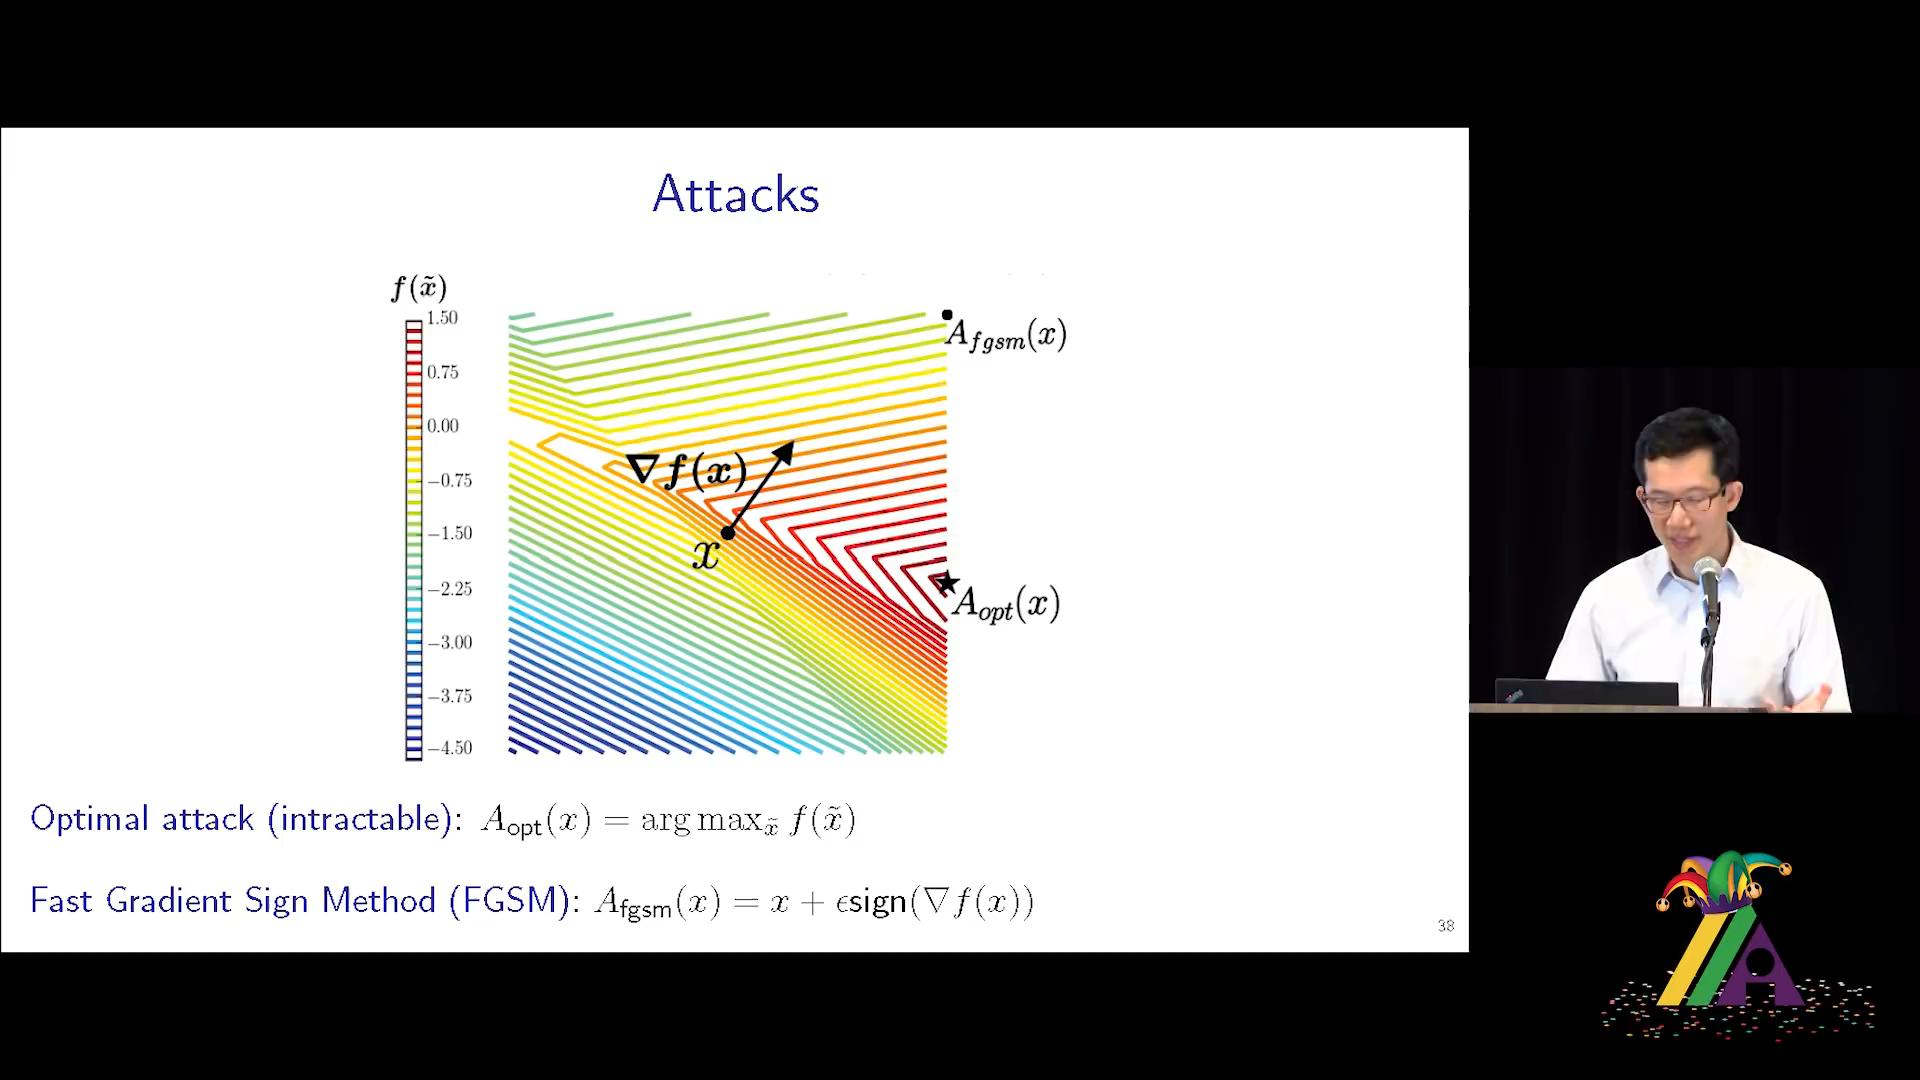 Attacks
f(x̃)
1.50
0.75
0.00
−0.75
−1.50
−2.25
−3.00
−3.75
−4.50
A_fgsm(x)
∇f(x)
x
A_opt(x)
Optimal attack (intractable): A_opt(x) = arg max_x̃ f(x̃)
Fast Gradient Sign Method (FGSM): A_fgsm(x) = x + ϵsign(∇f(x))
38